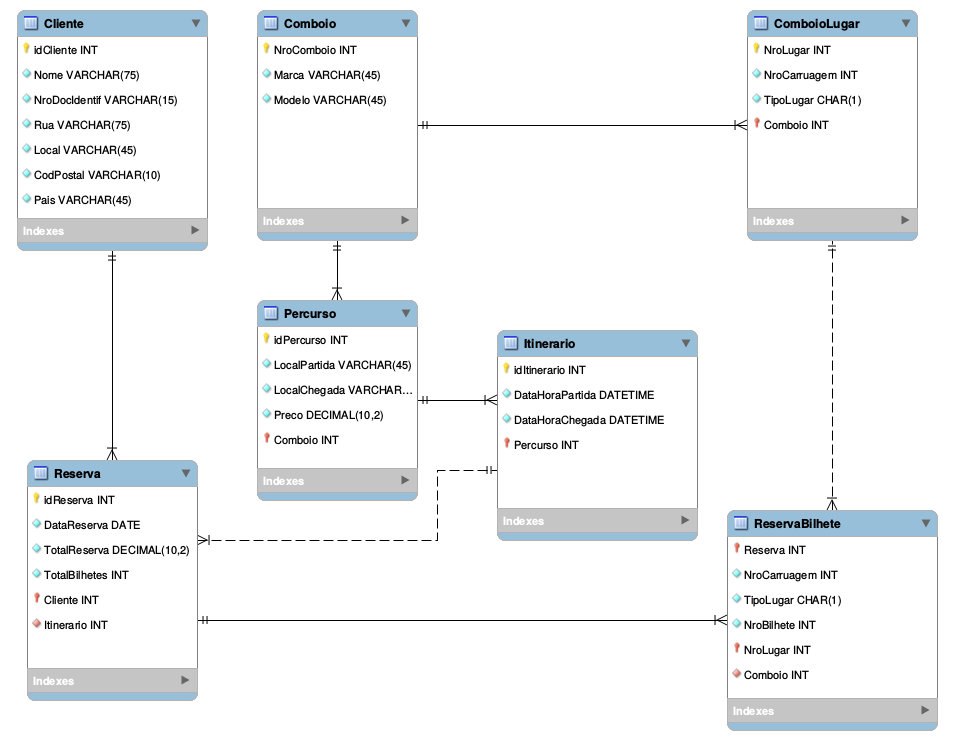 Cliente
idCliente INT
Nome VARCHAR(75)
NroDocIdentif VARCHAR(15)
Rua VARCHAR(75)
Local VARCHAR(45)
CodPostal VARCHAR(10)
Pais VARCHAR(45)
Indexes
Comboio
NroComboio INT
Marca VARCHAR(45)
Modelo VARCHAR(45)
Indexes
ComboioLugar
NroLugar INT
NroCarruagem INT
TipoLugar CHAR(1)
Comboio INT
Indexes
Percurso
idPercurso INT
LocalPartida VARCHAR(45)
LocalChegada VARCHAR...
Preco DECIMAL(10,2)
Comboio INT
Indexes
Itinerario
idItinerario INT
DataHoraPartida DATETIME
DataHoraChegada DATETIME
Percurso INT
Indexes
Reserva
idReserva INT
DataReserva DATE
TotalReserva DECIMAL(10,2)
TotalBilhetes INT
Cliente INT
Itinerario INT
Indexes
ReservaBilhete
Reserva INT
NroCarruagem INT
TipoLugar CHAR(1)
NroBilhete INT
NroLugar INT
Comboio INT
Indexes